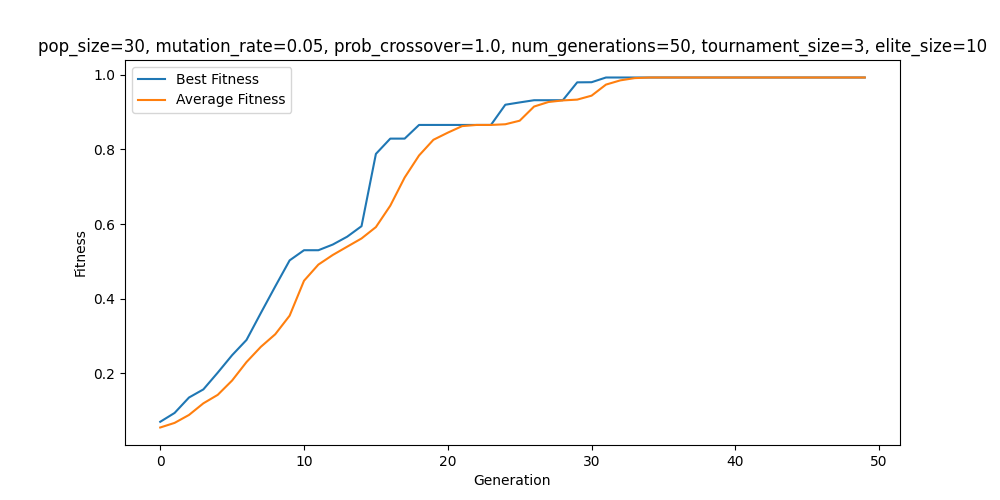 pop_size=30, mutation_rate=0.05, prob_crossover=1.0, num_generations=50, tournament_size=3, elite_size=10
Best Fitness
Average Fitness
1.0
0.8
0.6
0.4
0.2
Fitness
0 10 20 30 40 50
Generation